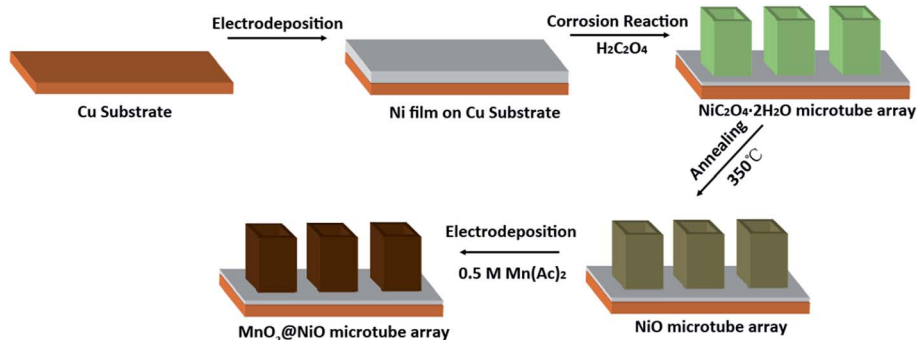 Electrodeposition
Cu Substrate
Ni film on Cu Substrate
Corrosion Reaction
H₂C₂O₄
NiC₂O₄·2H₂O microtube array
Annealing
350℃
NiO microtube array
Electrodeposition
0.5 M Mn(Ac)₂
MnO₂@NiO microtube array